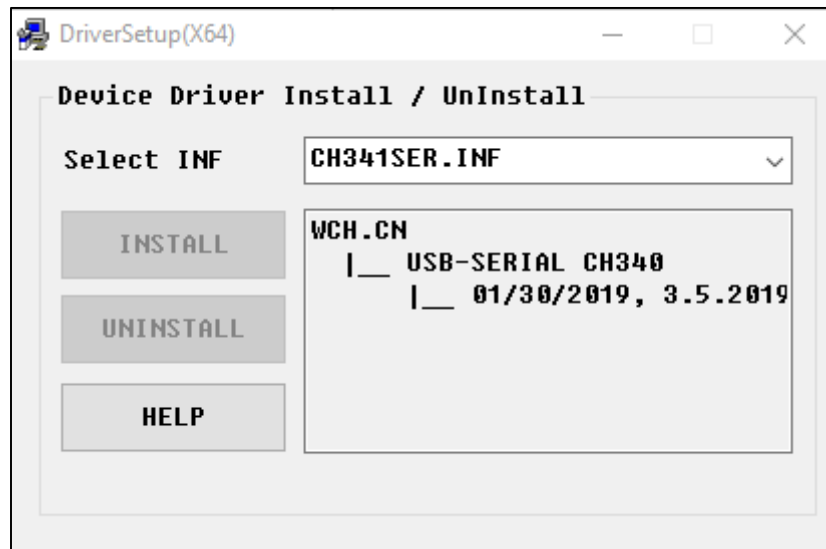 DriverSetup(X64)
Device Driver Install / UnInstall
Select INF
CH341SER.INF
INSTALL
UNINSTALL
HELP
WCH.CN
|__ USB-SERIAL CH340
|__ 01/30/2019, 3.5.2019